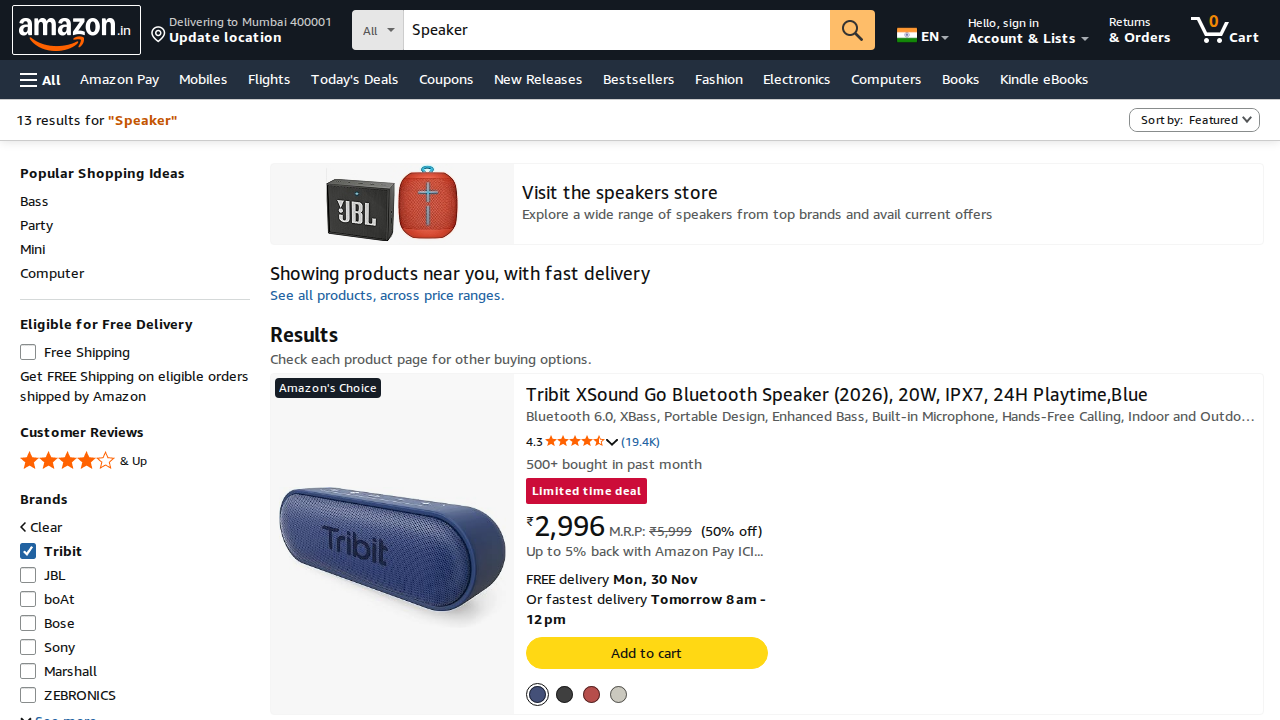 amazon.in
Delivering to Mumbai 400001
Update location
All
Speaker
EN
Hello, sign in
Account & Lists
Returns
& Orders
0
Cart
All
Amazon Pay
Mobiles
Flights
Today's Deals
Coupons
New Releases
Bestsellers
Fashion
Electronics
Computers
Books
Kindle eBooks
13 results for "Speaker"
Sort by: Featured
Popular Shopping Ideas
Bass
Party
Mini
Computer
Eligible for Free Delivery
Free Shipping
Get FREE Shipping on eligible orders
shipped by Amazon
Customer Reviews
& Up
Brands
Clear
Tribit
JBL
boAt
Bose
Sony
Marshall
ZEBRONICS
See more
JBL
Visit the speakers store
Explore a wide range of speakers from top brands and avail current offers
Showing products near you, with fast delivery
See all products, across price ranges.
Results
Check each product page for other buying options.
Amazon's Choice
Tribit
Tribit XSound Go Bluetooth Speaker (2026), 20W, IPX7, 24H Playtime,Blue
Bluetooth 6.0, XBass, Portable Design, Enhanced Bass, Built-in Microphone, Hands-Free Calling, Indoor and Outdo…
4.3 (19.4K)
500+ bought in past month
Limited time deal
₹2,996 M.R.P: ₹5,999 (50% off)
Up to 5% back with Amazon Pay ICI…
FREE delivery Mon, 30 Nov
Or fastest delivery Tomorrow 8 am -
12 pm
Add to cart